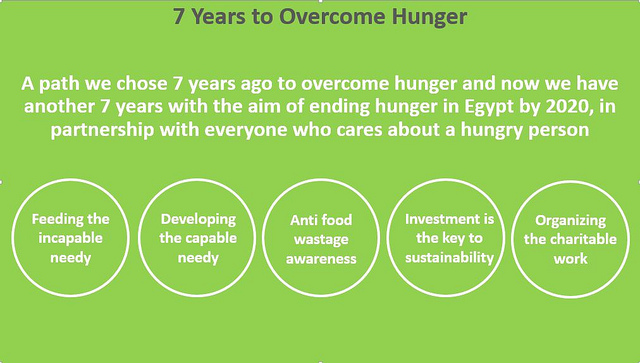 7 Years to Overcome Hunger
A path we chose 7 years ago to overcome hunger and now we have
another 7 years with the aim of ending hunger in Egypt by 2020, in
partnership with everyone who cares about a hungry person
Feeding the
incapable
needy
Developing
the capable
needy
Anti food
wastage
awareness
Investment is
the key to
sustainability
Organizing
the charitable
work